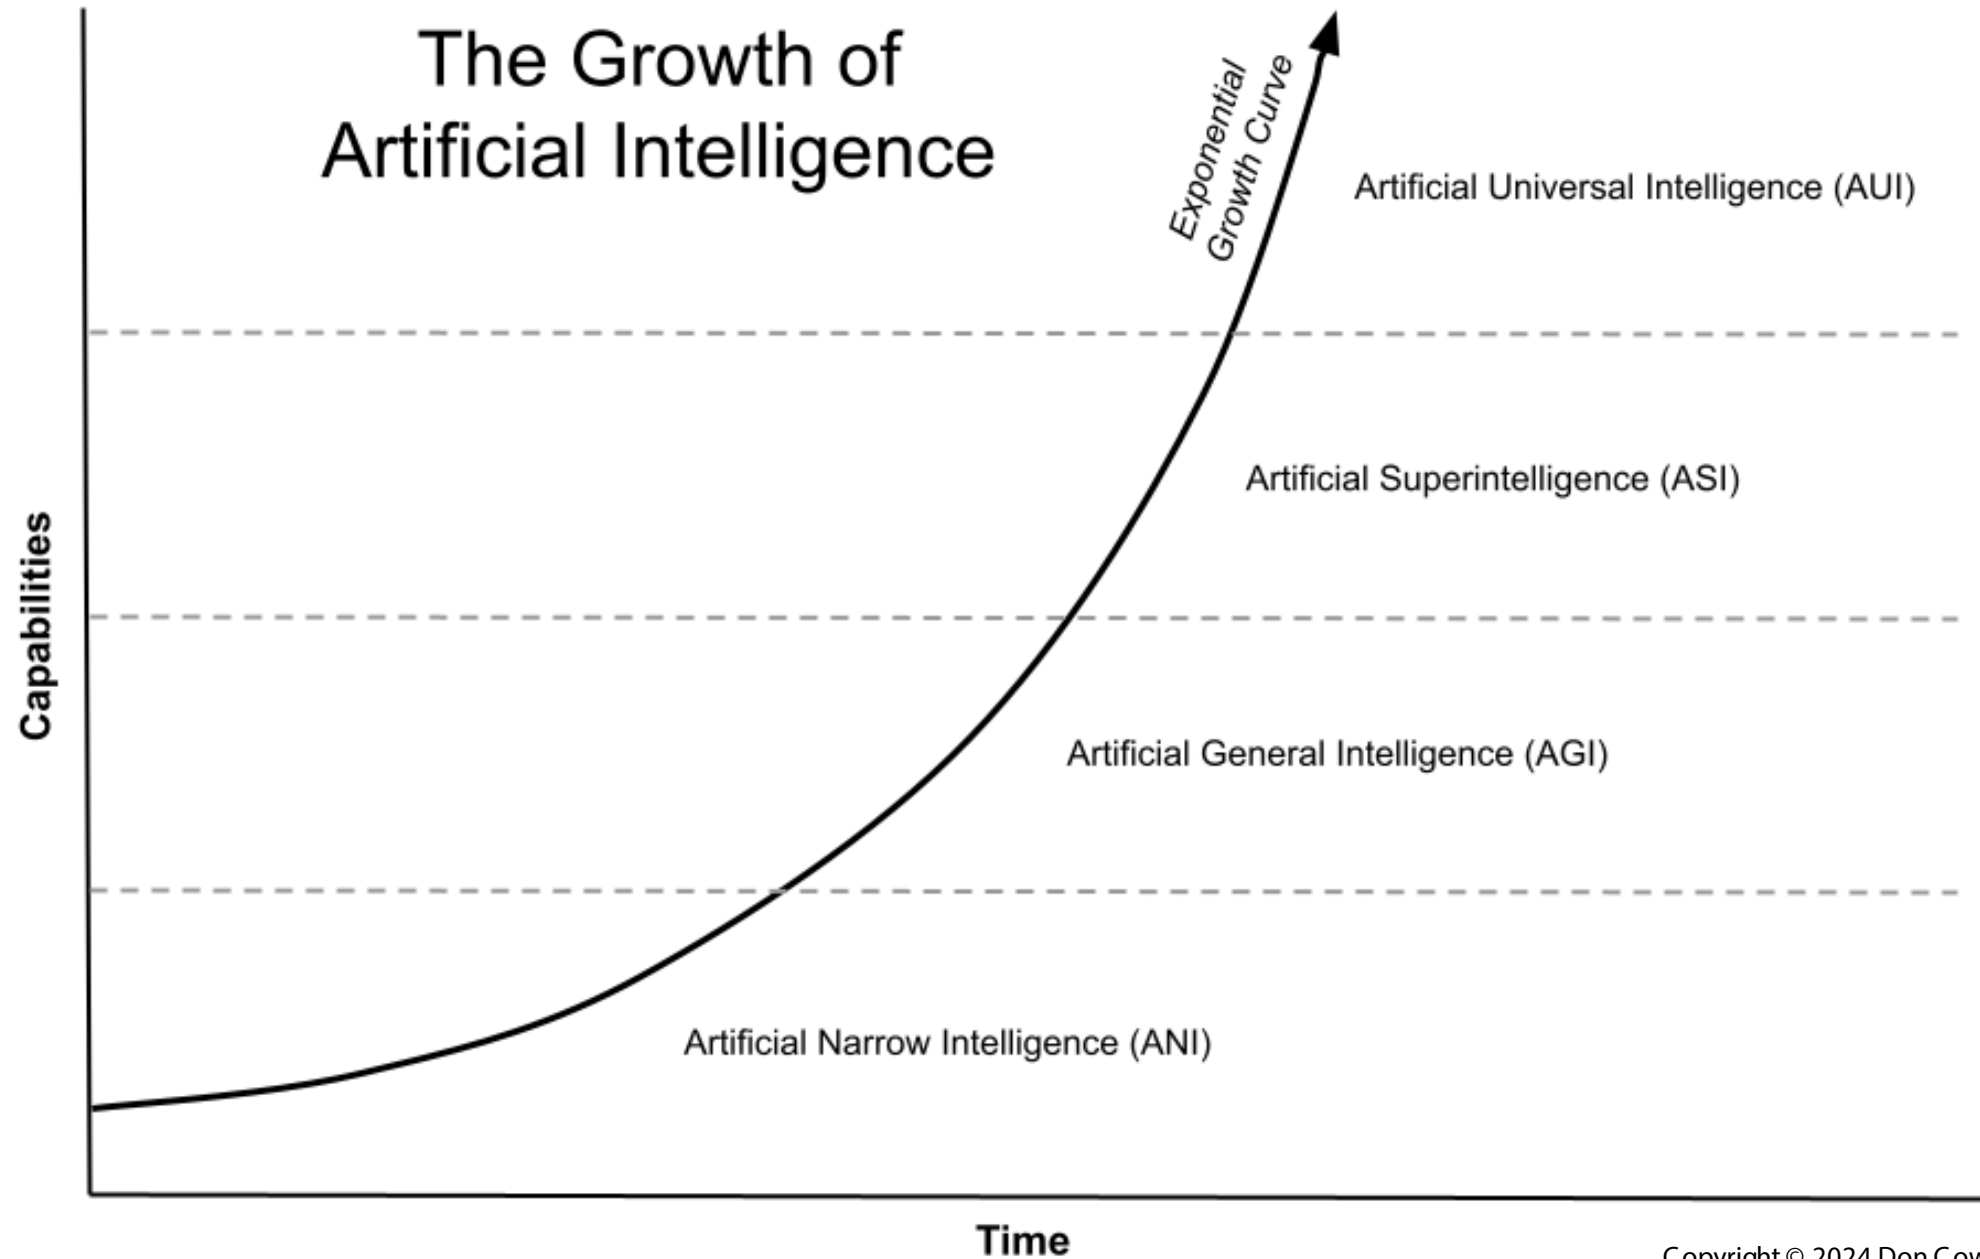 The Growth of
Artificial Intelligence
Exponential
Growth Curve
Artificial Universal Intelligence (AUI)
Artificial Superintelligence (ASI)
Capabilities
Artificial General Intelligence (AGI)
Artificial Narrow Intelligence (ANI)
Time
Copyright © 2024 Don